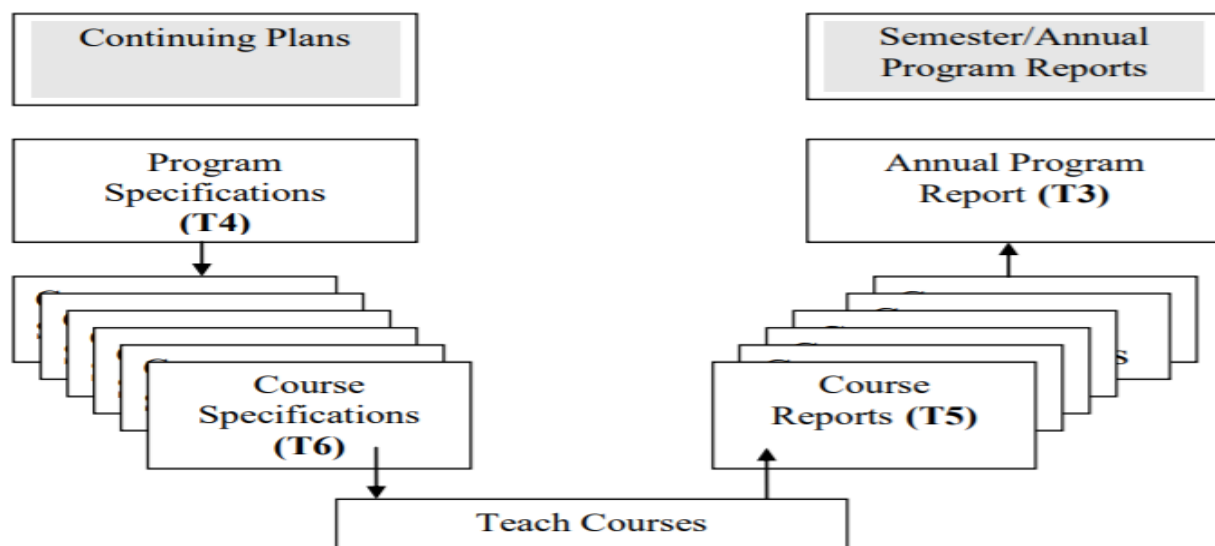 Continuing Plans
Semester/Annual
Program Reports
Program
Specifications
(T4)
Annual Program
Report (T3)
Course
Specifications
(T6)
Course
Reports (T5)
Teach Courses